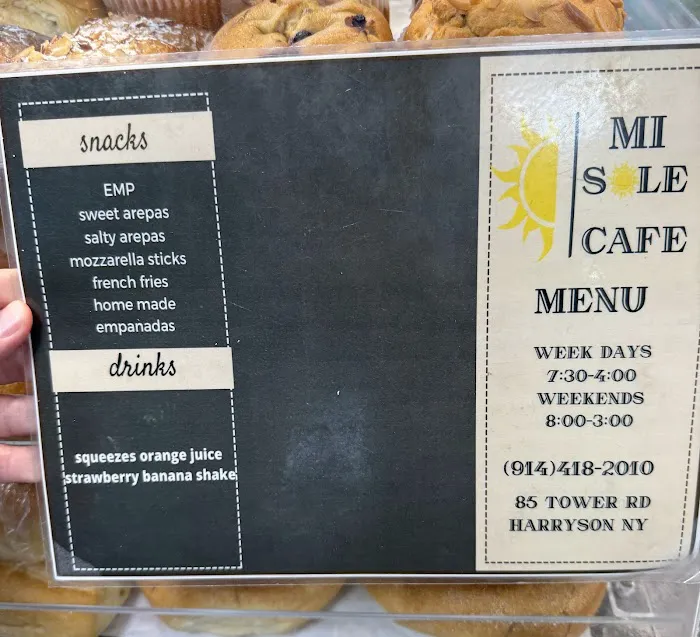 snacks
EMP
sweet arepas
salty arepas
mozzarella sticks
french fries
home made
empanadas
drinks
squeezes orange juice
strawberry banana shake
MI
SOLE
CAFE
MENU
WEEK DAYS
7:30-4:00
WEEKENDS
8:00-3:00
(914)418-2010
85 TOWER RD
HARRYSON NY